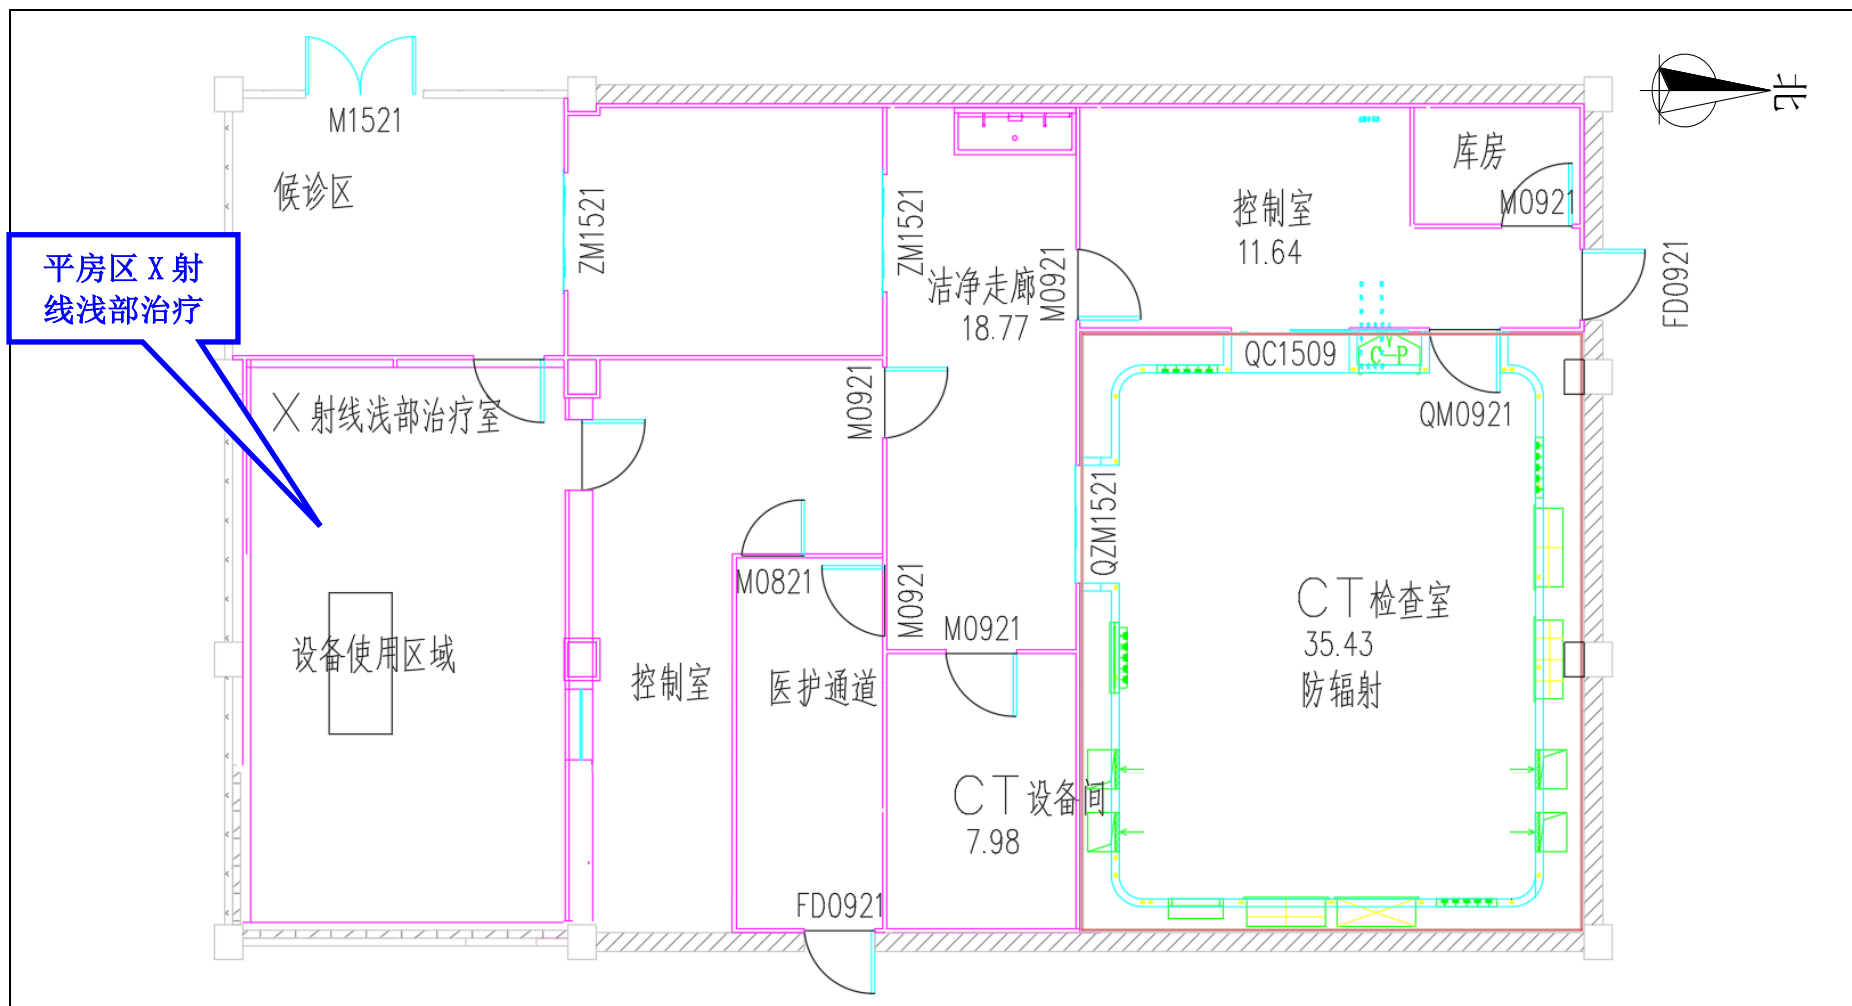 北
M1521
候诊区
ZM1521
ZM1521
洁净走廊
18.77
M0921
控制室
11.64
库房
M0921
FD0921
平房区 X 射
线浅部治疗
X 射线浅部治疗室
M0921
QC1509
Y
C P
QM0921
QZM1521
M0821
M0921
M0921
设备使用区域
控制室
医护通道
CT 检查室
35.43
防辐射
CT 设备间
7.98
FD0921